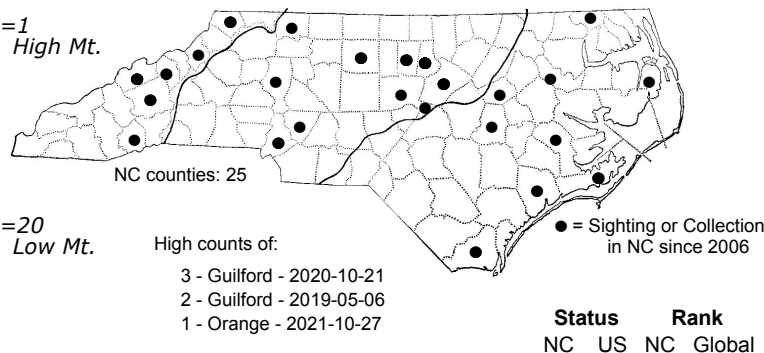 =1
High Mt.
NC counties: 25
=20
Low Mt.
High counts of:
3 - Guilford - 2020-10-21
2 - Guilford - 2019-05-06
1 - Orange - 2021-10-27
● = Sighting or Collection
in NC since 2006
Status Rank
NC US NC Global